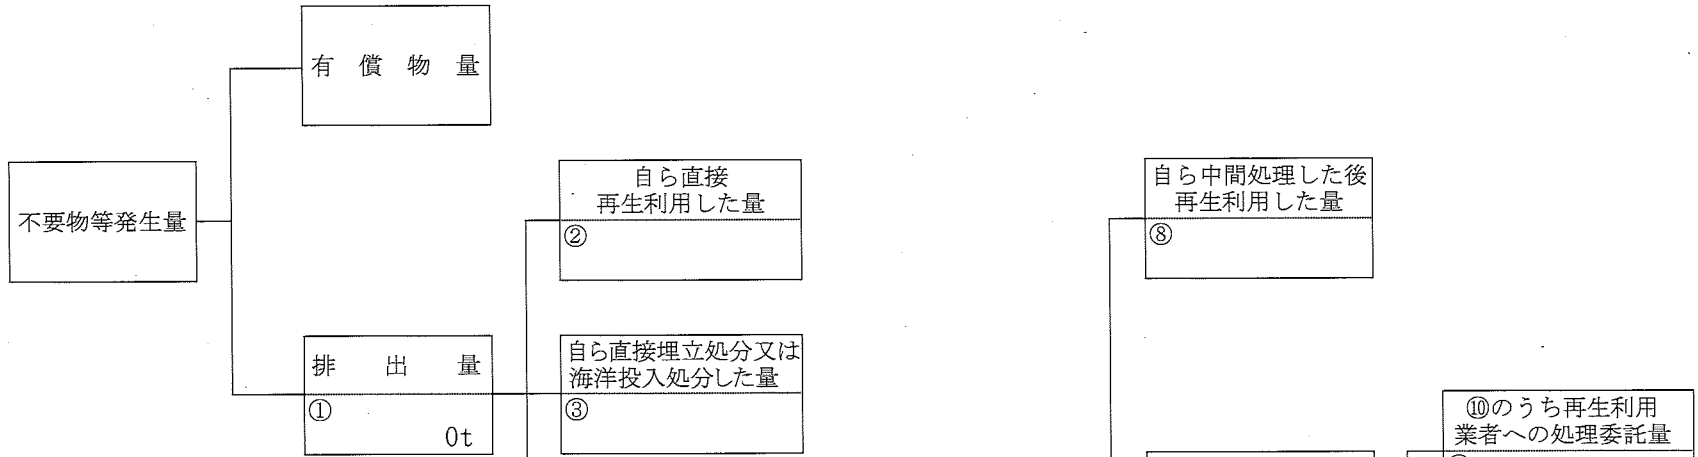 有償物量
不要物等発生量
排出量
①
0t
自ら直接
再生利用した量
②
自ら直接埋立処分又は
海洋投入処分した量
③
自ら中間処理した後
再生利用した量
⑧
⑩のうち再生利用
業者への処理委託量